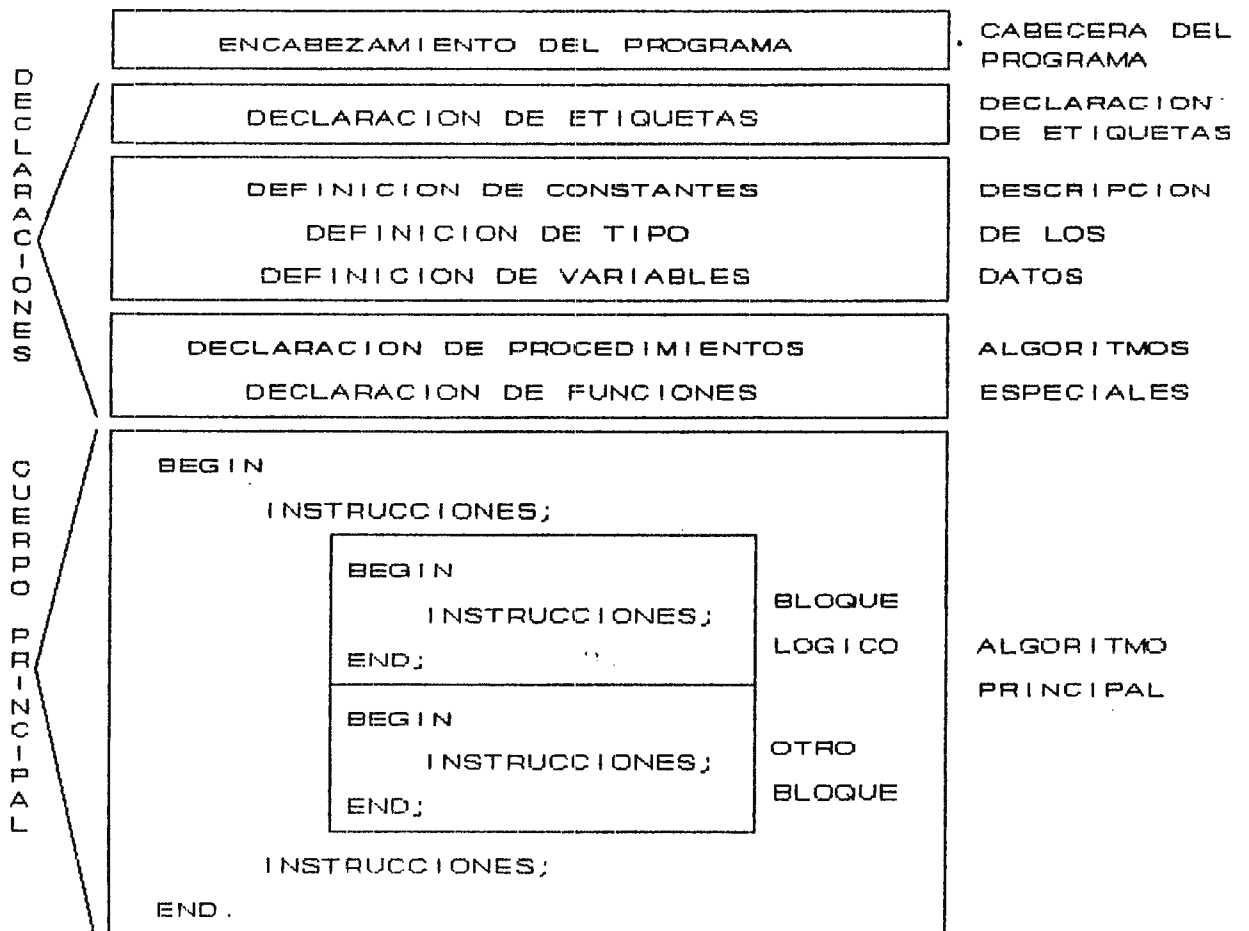 ENCABEZAMIENTO DEL PROGRAMA
CABECERA DEL
PROGRAMA
DECLARACIONES
DECLARACION DE ETIQUETAS
DECLARACION
DE ETIQUETAS
DEFINICION DE CONSTANTES
DEFINICION DE TIPO
DEFINICION DE VARIABLES
DESCRIPCION
DE LOS
DATOS
DECLARACION DE PROCEDIMIENTOS
DECLARACION DE FUNCIONES
ALGORITMOS
ESPECIALES
CUERPO PRINCIPAL
BEGIN
INSTRUCCIONES;
BEGIN
INSTRUCCIONES;
END;
BLOQUE
LOGICO
BEGIN
INSTRUCCIONES;
END;
OTRO
BLOQUE
INSTRUCCIONES;
END.
ALGORITMO
PRINCIPAL